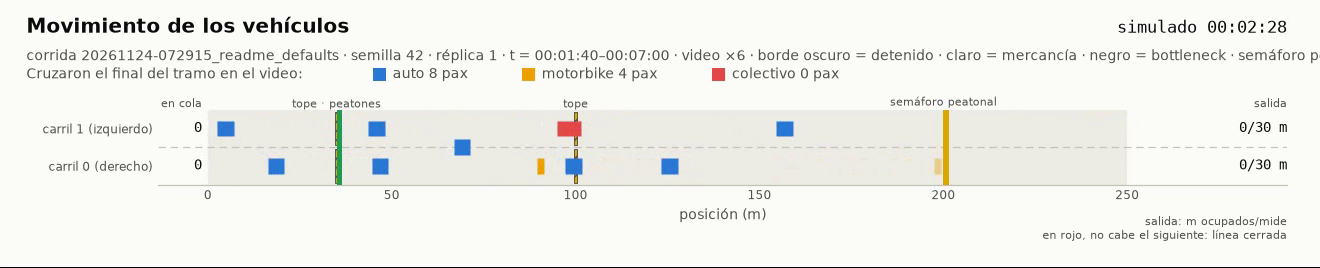 Movimiento de los vehículos
simulado 00:02:28
corrida 20261124-072915_readme_defaults · semilla 42 · réplica 1 · t = 00:01:40–00:07:00 · video ×6 · borde oscuro = detenido · claro = mercancía · negro = bottleneck · semáforo p
Cruzaron el final del tramo en el video: auto 8 pax motorbike 4 pax colectivo 0 pax
en cola tope · peatones tope semáforo peatonal salida
carril 1 (izquierdo) 0 0/30 m
carril 0 (derecho) 0 0/30 m
0 50 100 150 200 250
posición (m)
salida: m ocupados/mide
en rojo, no cabe el siguiente: línea cerrada